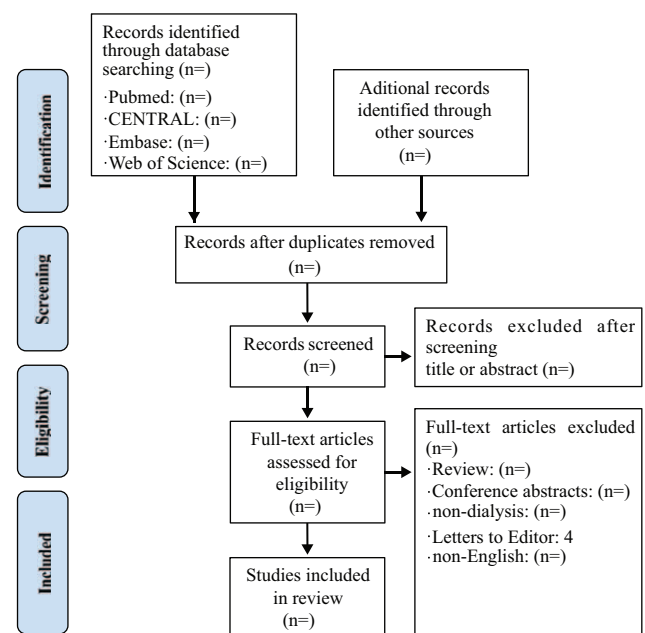 Records identified
through database
searching (n=)
·Pubmed: (n=)
·CENTRAL: (n=)
·Embase: (n=)
·Web of Science: (n=)
Aditional records
identified through
other sources
(n=)
Identification
Records after duplicates removed
(n=)
Screening
Records screened
(n=)
Records excluded after
screening
title or abstract (n=)
Eligibility
Full-text articles
assessed for
eligibility
(n=)
Full-text articles excluded
(n=)
·Review: (n=)
·Conference abstracts: (n=)
·non-dialysis: (n=)
·Letters to Editor: 4
·non-English: (n=)
Included
Studies included
in review
(n=)